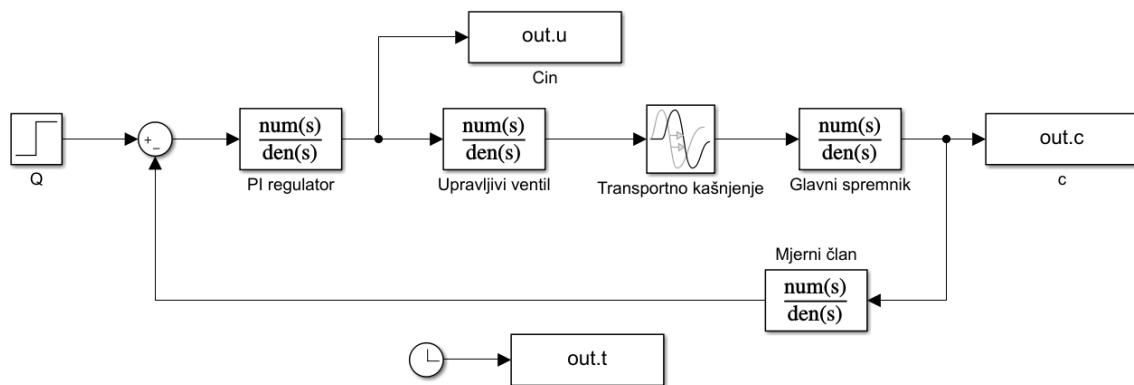 out.u
Cin
Q
+
−
num(s)
den(s)
PI regulator
num(s)
den(s)
Upravljivi ventil
Transportno kašnjenje
num(s)
den(s)
Glavni spremnik
out.c
c
Mjerni član
num(s)
den(s)
out.t